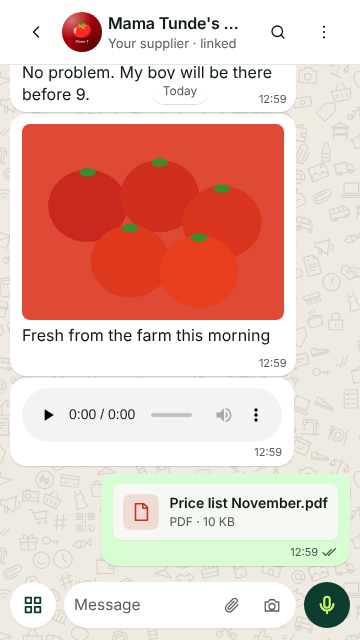 Mama Tunde's ...
Your supplier · linked
No problem. My boy will be there
before 9.
Today
12:59
Fresh from the farm this morning
12:59
0:00 / 0:00
12:59
Price list November.pdf
PDF · 10 KB
12:59
Message